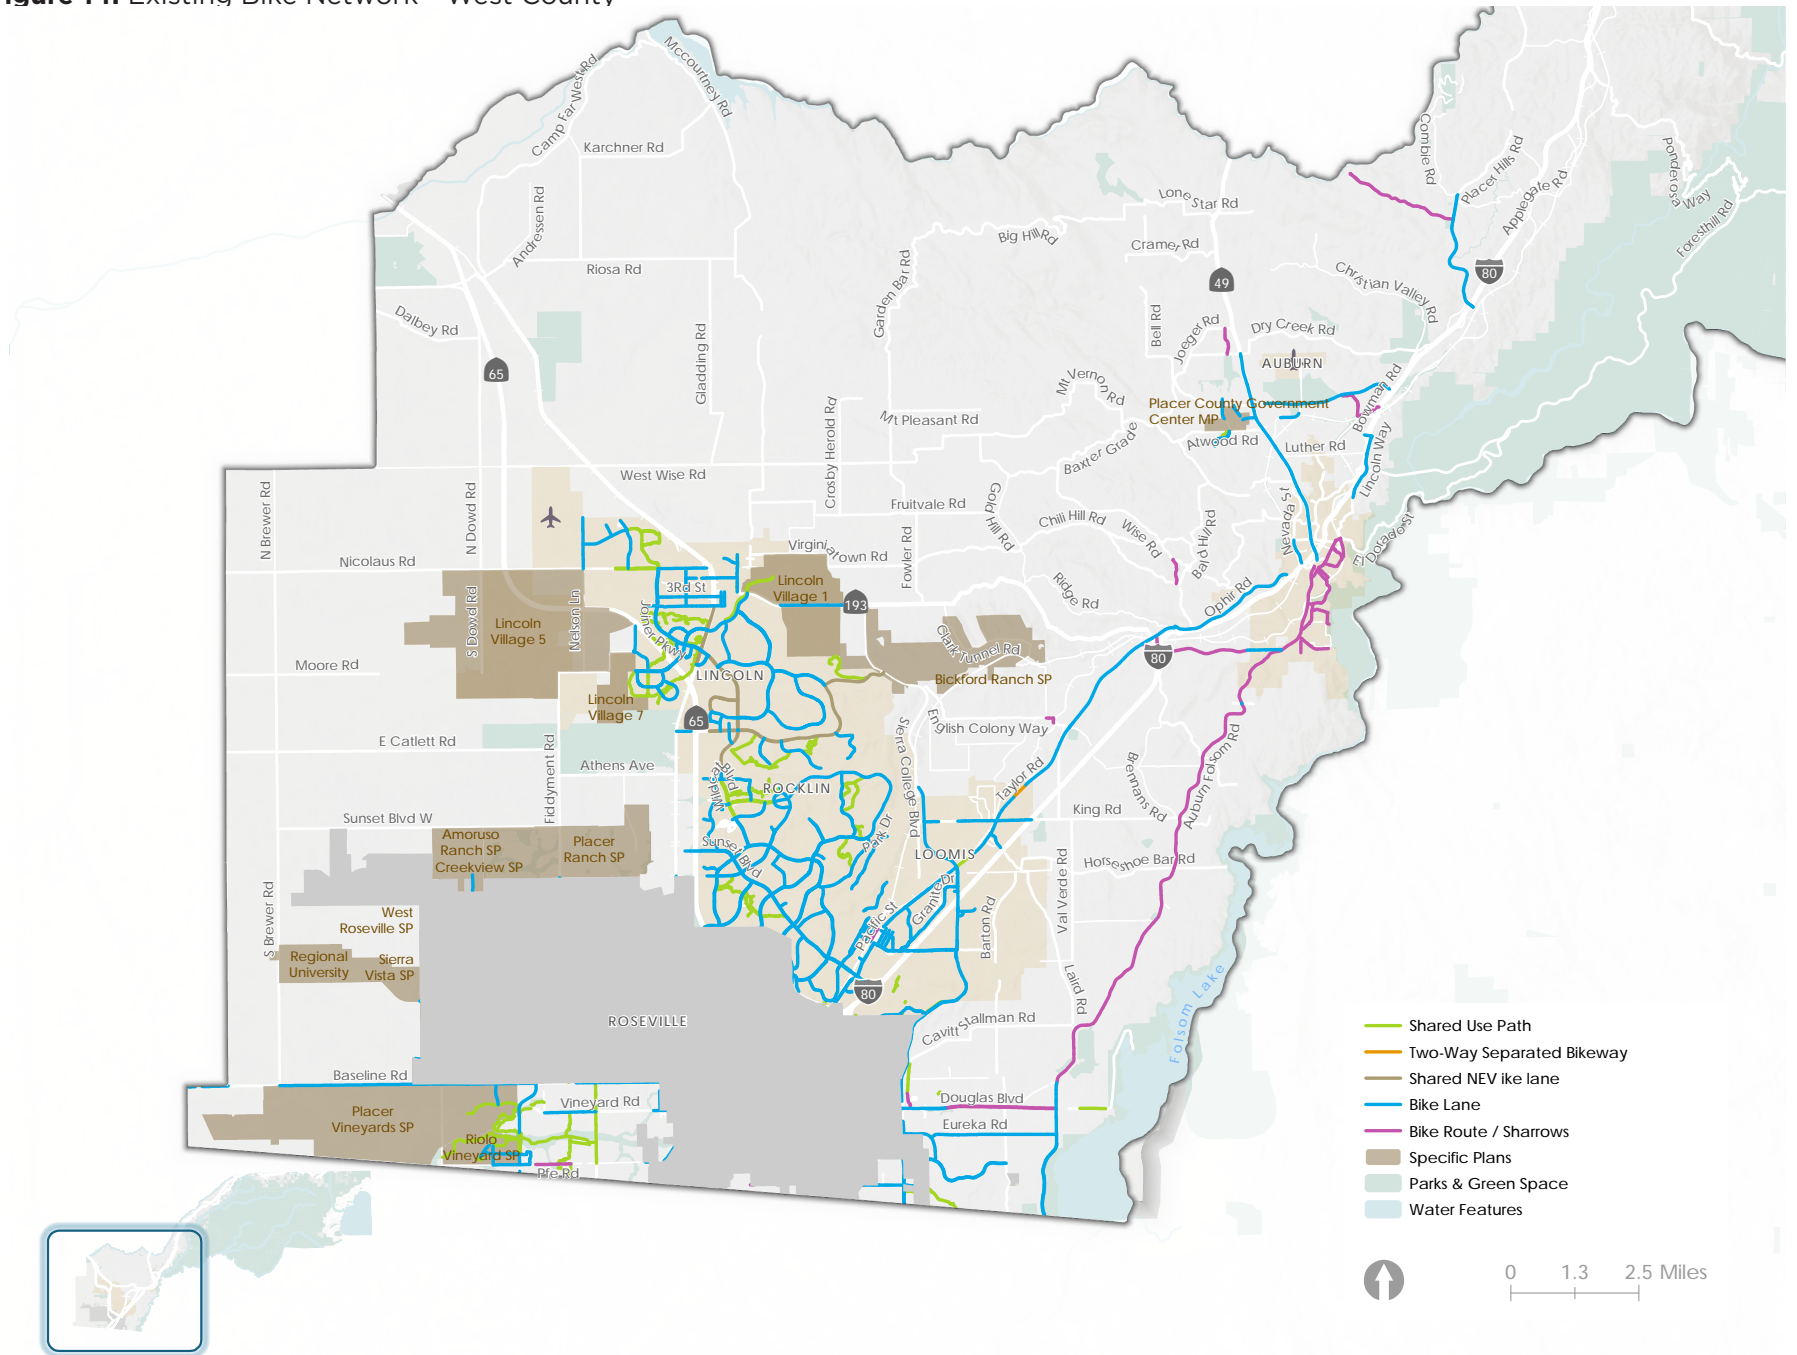 Existing Bike Network - West County
Mccourtney Rd
Camp Far West Rd
Karchner Rd
Combie Rd
Placer Hills Rd
Ponderosa Way
Applegate Rd
Foresthill Rd
Andressen Rd
Lone Star Rd
Big Hill Rd
Cramer Rd
Riosa Rd
Garden Bar Rd
49
80
Christian Valley Rd
Dalbey Rd
Bell Rd
Joeger Rd
Dry Creek Rd
65
Gladding Rd
AUBURN
Mt Vernon Rd
Bowman Rd
Placer County Government
Center MP
Crosby Herold Rd
Mt Pleasant Rd
Baxter Grade
Atwood Rd
Luther Rd
Lincoln Way
West Wise Rd
N Brewer Rd
N Dowd Rd
Fruitvale Rd
Gold Hill Rd
Chili Hill Rd
Wise Rd
Bald Hill Rd
Nevada St
El Dorado St
Nicolaus Rd
Virginiatown Rd
Fowler Rd
3Rd St
Lincoln
Village 1
193
Ridge Rd
Ophir Rd
S Dowd Rd
Lincoln
Village 5
Nelson Ln
Joiner Pkwy
Clark Tunnel Rd
80
Moore Rd
LINCOLN
Bickford Ranch SP
Lincoln
Village 7
65
English Colony Way
Sierra College Blvd
E Catlett Rd
Fiddyment Rd
Athens Ave
Brennans Rd
Auburn Folsom Rd
Taylor Rd
ROCKLIN
King Rd
Sunset Blvd W
Amoruso
Ranch SP
Creekview SP
Placer
Ranch SP
Sunset Blvd
Park Dr
LOOMIS
Horseshoe Bar Rd
Val Verde Rd
S Brewer Rd
West
Roseville SP
Granite Dr
Pacific St
Barton Rd
Regional
University
Sierra
Vista SP
80
Laird Rd
Folsom Lake
ROSEVILLE
Cavitt Stallman Rd
Baseline Rd
Placer
Vineyards SP
Vineyard Rd
Douglas Blvd
Eureka Rd
Riolo
Vineyard SP
Pfe Rd
Shared Use Path
Two-Way Separated Bikeway
Shared NEV ike lane
Bike Lane
Bike Route / Sharrows
Specific Plans
Parks & Green Space
Water Features
0 1.3 2.5 Miles